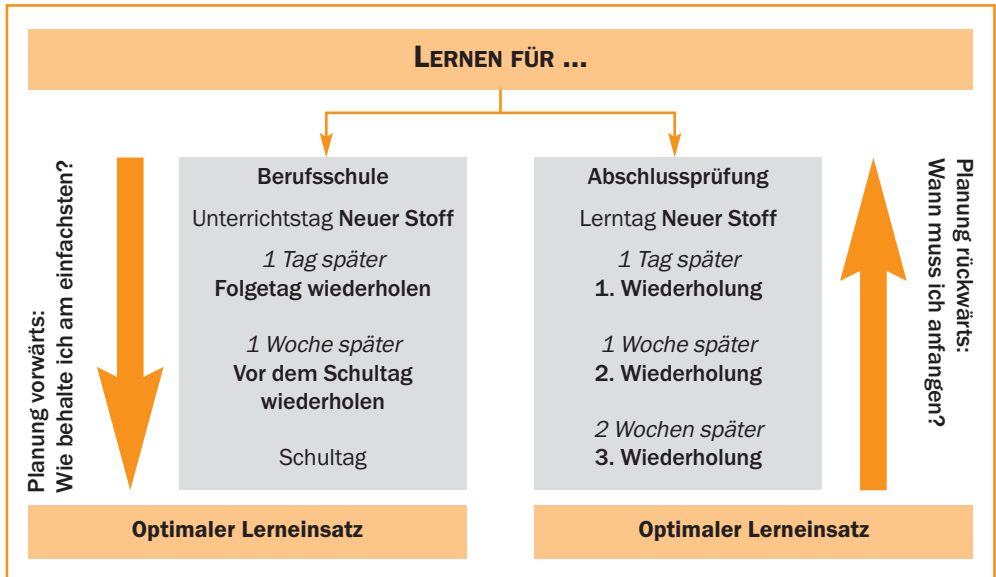 LERNEN FÜR ...
Planung vorwärts:
Wie behalte ich am einfachsten?
Berufsschule
Unterrichtstag Neuer Stoff
1 Tag später
Folgetag wiederholen
1 Woche später
Vor dem Schultag
wiederholen
Schultag
Optimaler Lerneinsatz
Abschlussprüfung
Lerntag Neuer Stoff
1 Tag später
1. Wiederholung
1 Woche später
2. Wiederholung
2 Wochen später
3. Wiederholung
Optimaler Lerneinsatz
Planung rückwärts:
Wann muss ich anfangen?